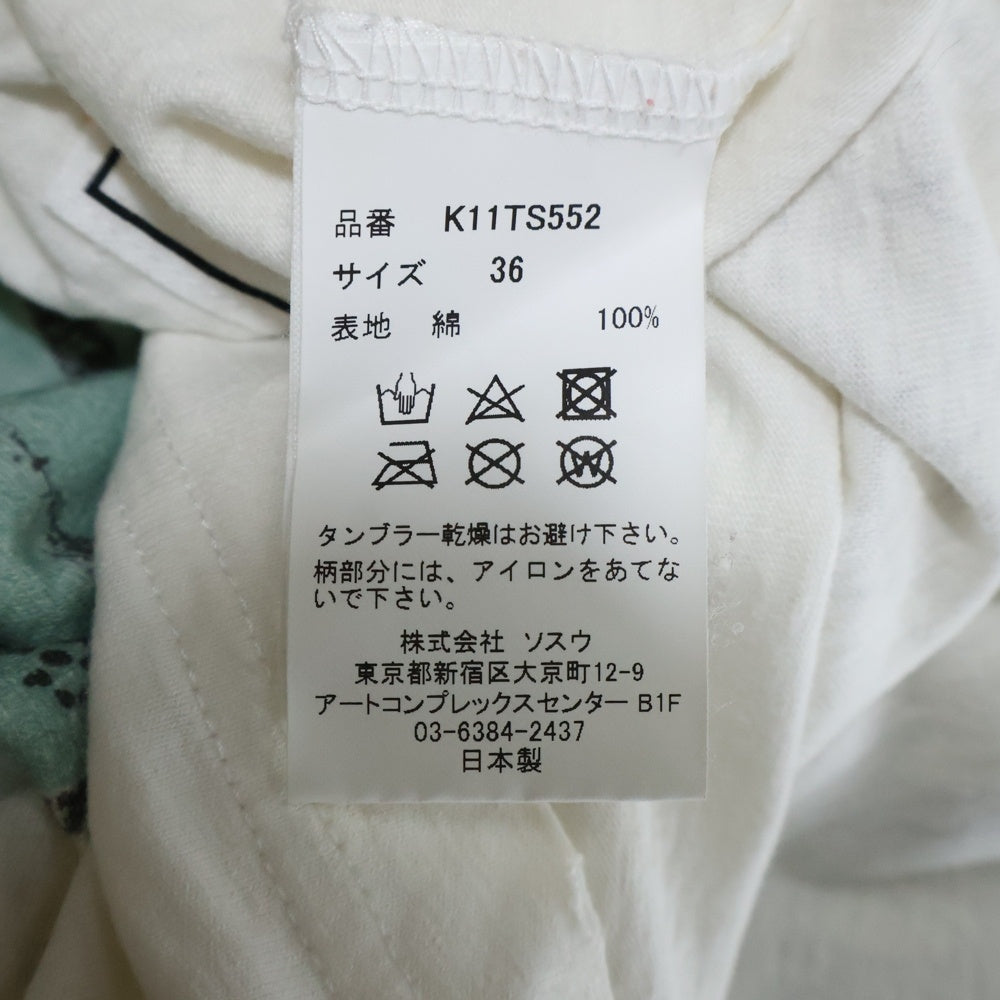 品番 K11TS552
サイズ 36
表地 綿 100%
タンブラー乾燥はお避け下さい。
柄部分には、アイロンをあてな
いで下さい。
株式会社 ソスウ
東京都新宿区大京町12-9
アートコンプレックスセンター B1F
03-6384-2437
日本製